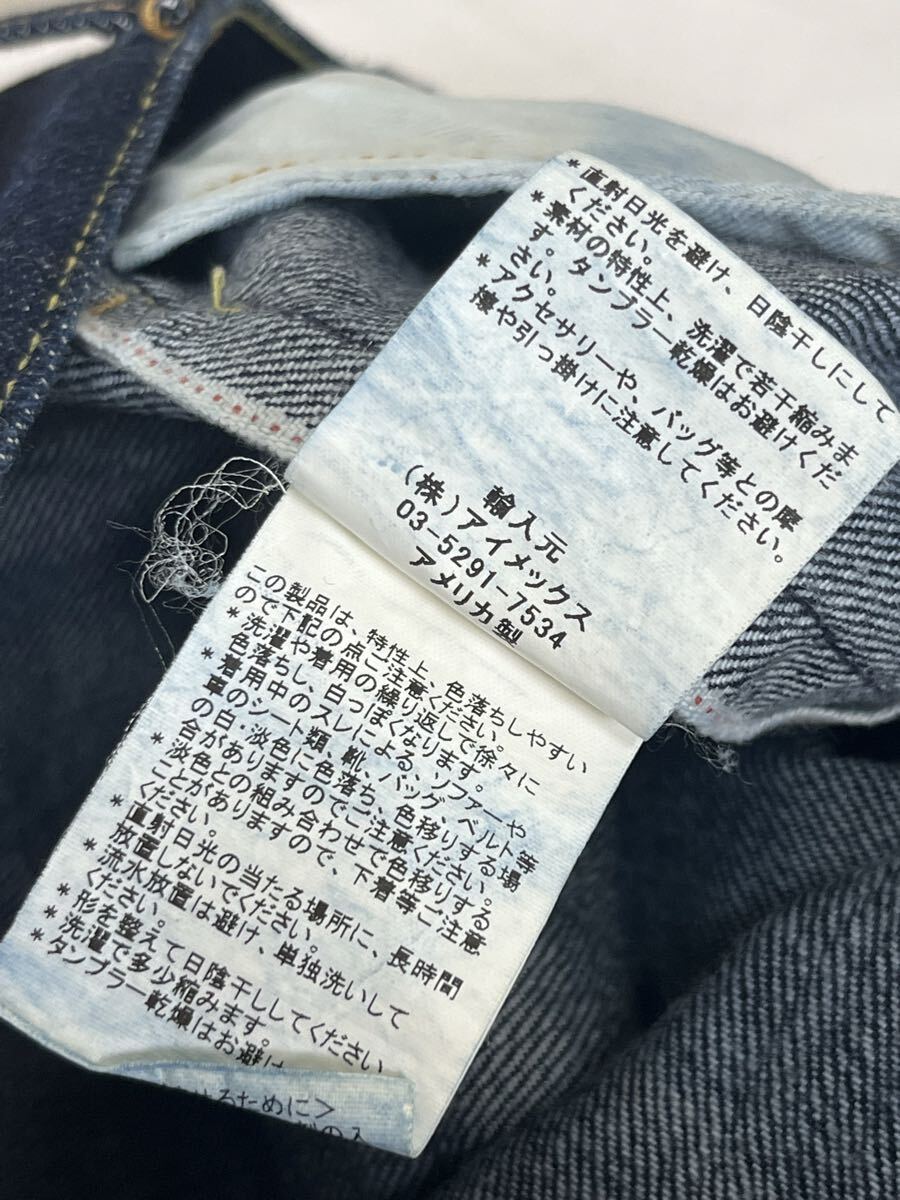 *直射日光を避け、日陰干しにして
ください。
*素材の特性上、洗濯で若干縮みま
す。タンブラー乾燥はお避けくだ
さい。
*アクセサリーや、バッグ等との摩
擦や引っ掛けに注意してください。
輸入元
(株)アイメックス
03-5291-7534
アメリカ製
この製品は、特性上、色落ちしやすい
ので下記の点ご注意ください。
*洗濯や着用の繰り返しで徐々に
色落ちし、白っぽくなります。
*着用中のスレによる、ソファーや
車のシート類、靴、バッグ、ベルト等
の白・淡色に色落ち、色移りする場
合がありますのでご注意ください。
*淡色との組み合わせで色移りする
ことがありますので、下着等ご注意
ください。
*直射日光の当たる場所に、長時間
放置しないでください。
*流水放置は避け、単独洗いして
ください。
*形を整えて日陰干ししてください
*洗濯で多少縮みます。
*タンブラー乾燥はお避け
せるために>